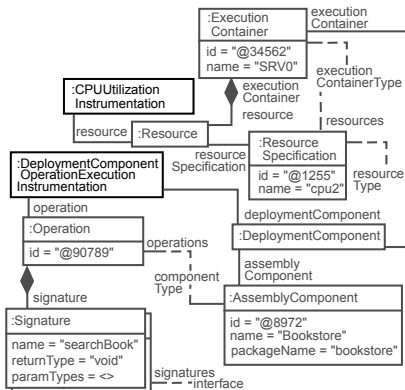 :Execution
Container
id = "@34562"
name = "SRV0"
execution
Container
execution
ContainerType
:CPUUtilization
Instrumentation
execution
Container
resource
resource
:Resource
resources
resource
Specification
:Resource
Specification
id = "@1255"
name = "cpu2"
resource
Type
:DeploymentComponent
OperationExecution
Instrumentation
operation
deploymentComponent
:Operation
id = "@90789"
operations
:DeploymentComponent
component
Type
assembly
Component
signature
:AssemblyComponent
id = "@8972"
name = "Bookstore"
packageName = "bookstore"
:Signature
name = "searchBook"
returnType = "void"
paramTypes = <>
signatures
interface